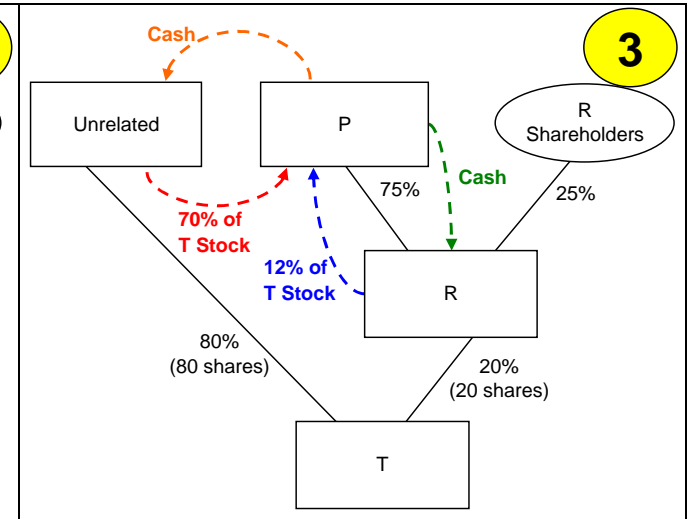 3
Cash
Unrelated
P
R
Shareholders
70% of
T Stock
75%
Cash
25%
12% of
T Stock
R
80%
(80 shares)
20%
(20 shares)
T